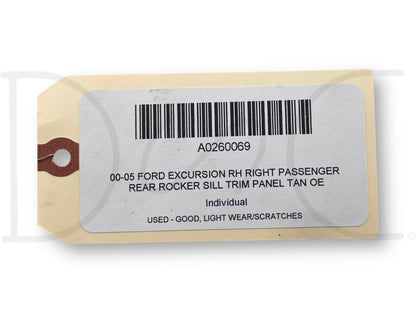 A0260069
00-05 FORD EXCURSION RH RIGHT PASSENGER
REAR ROCKER SILL TRIM PANEL TAN OE
Individual
USED - GOOD, LIGHT WEAR/SCRATCHES